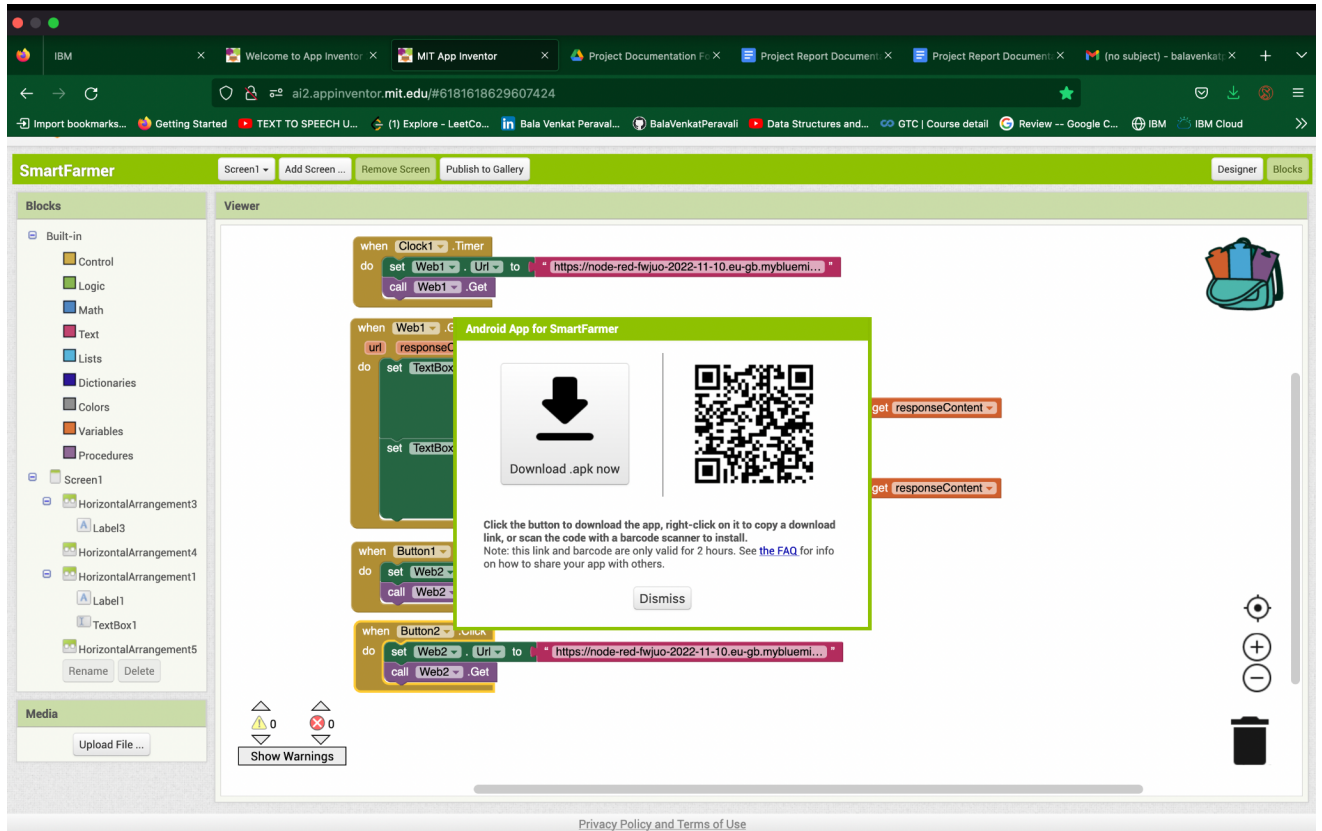 IBM
Welcome to App Inventor
MIT App Inventor
Project Documentation Fo
Project Report Documenta
Project Report Documenta
(no subject) - balavenkatp
ai2.appinventor.mit.edu/#6181618629607424
Import bookmarks...
Getting Started
TEXT TO SPEECH U...
(1) Explore - LeetCo...
Bala Venkat Peraval...
BalaVenkatPeravali
Data Structures and...
GTC | Course detail
Review -- Google C...
IBM
IBM Cloud
SmartFarmer
Screen1
Add Screen ...
Remove Screen
Publish to Gallery
Designer
Blocks
Blocks
Viewer
Built-in
Control
Logic
Math
Text
Lists
Dictionaries
Colors
Variables
Procedures
Screen1
HorizontalArrangement3
Label3
HorizontalArrangement4
HorizontalArrangement1
Label1
TextBox1
HorizontalArrangement5
Rename
Delete
Media
Upload File ...
when Clock1 .Timer
do set Web1 . Url to " https://node-red-fwjuo-2022-11-10.eu-gb.mybluemi... "
call Web1 .Get
when Web1 .G
url responseC
do set TextBox
get responseContent
set TextBox
get responseContent
when Button1
do set Web2
call Web2
when Button2 .Click
do set Web2 . Url to " https://node-red-fwjuo-2022-11-10.eu-gb.mybluemi... "
call Web2 .Get
Android App for SmartFarmer
Download .apk now
Click the button to download the app, right-click on it to copy a download
link, or scan the code with a barcode scanner to install.
Note: this link and barcode are only valid for 2 hours. See the FAQ for info
on how to share your app with others.
Dismiss
0
0
Show Warnings
Privacy Policy and Terms of Use